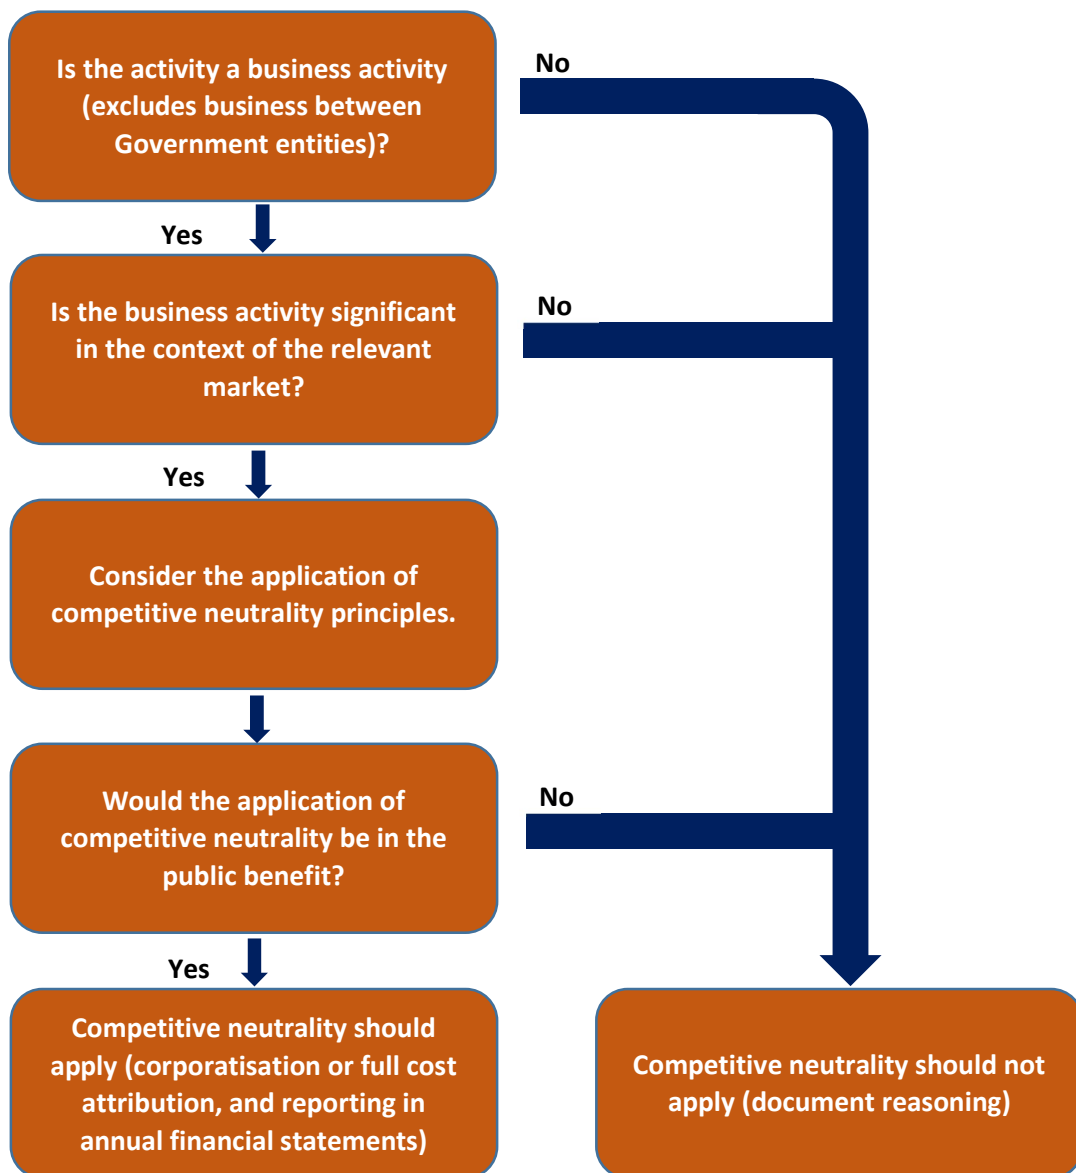 Is the activity a business activity
(excludes business between
Government entities)?
No
Yes
Is the business activity significant
in the context of the relevant
market?
No
Yes
Consider the application of
competitive neutrality principles.
Would the application of
competitive neutrality be in the
public benefit?
No
Yes
Competitive neutrality should
apply (corporatisation or full cost
attribution, and reporting in
annual financial statements)
Competitive neutrality should not
apply (document reasoning)